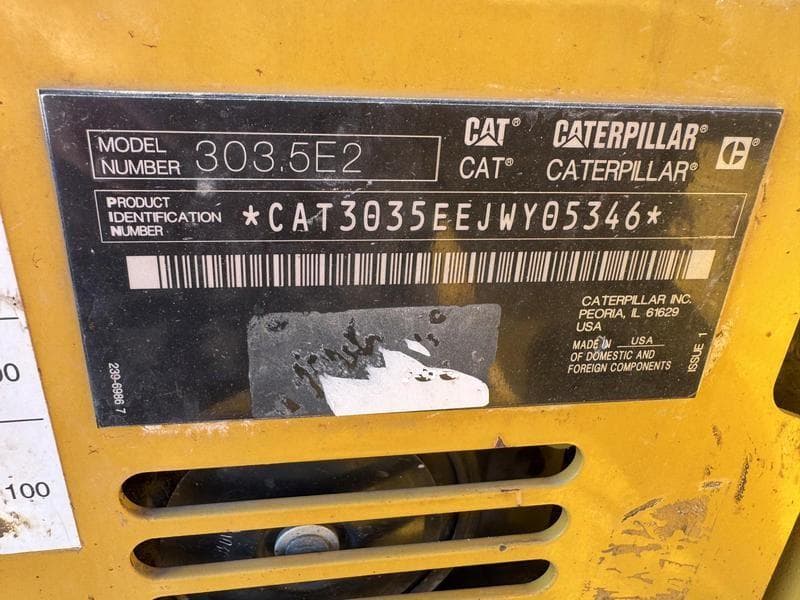 MODEL
NUMBER 303.5E2
CAT® CATERPILLAR®
CAT® CATERPILLAR®
C®
PRODUCT
IDENTIFICATION
NUMBER
*CAT3035EEJWY05346*
CATERPILLAR INC.
PEORIA, IL 61629
USA
MADE IN USA
OF DOMESTIC AND
FOREIGN COMPONENTS
ISSUE 1
239-6986 7
00
100